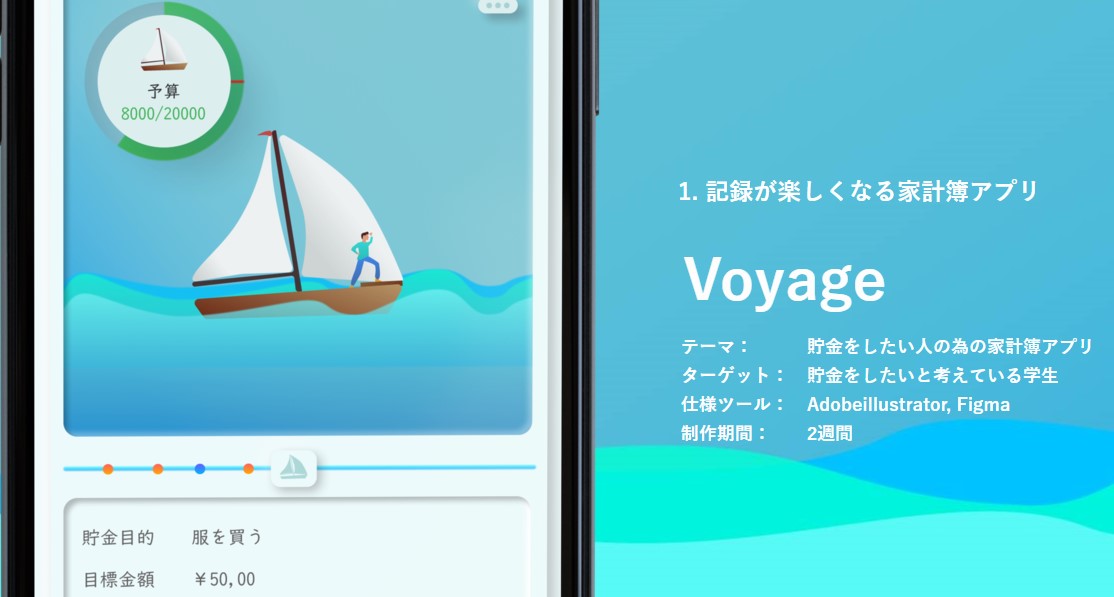 予算
8000/20000
貯金目的 服を買う
目標金額 ￥50,00
1. 記録が楽しくなる家計簿アプリ
Voyage
テーマ： 貯金をしたい人の為の家計簿アプリ
ターゲット： 貯金をしたいと考えている学生
仕様ツール： Adobeillustrator, Figma
制作期間： 2週間